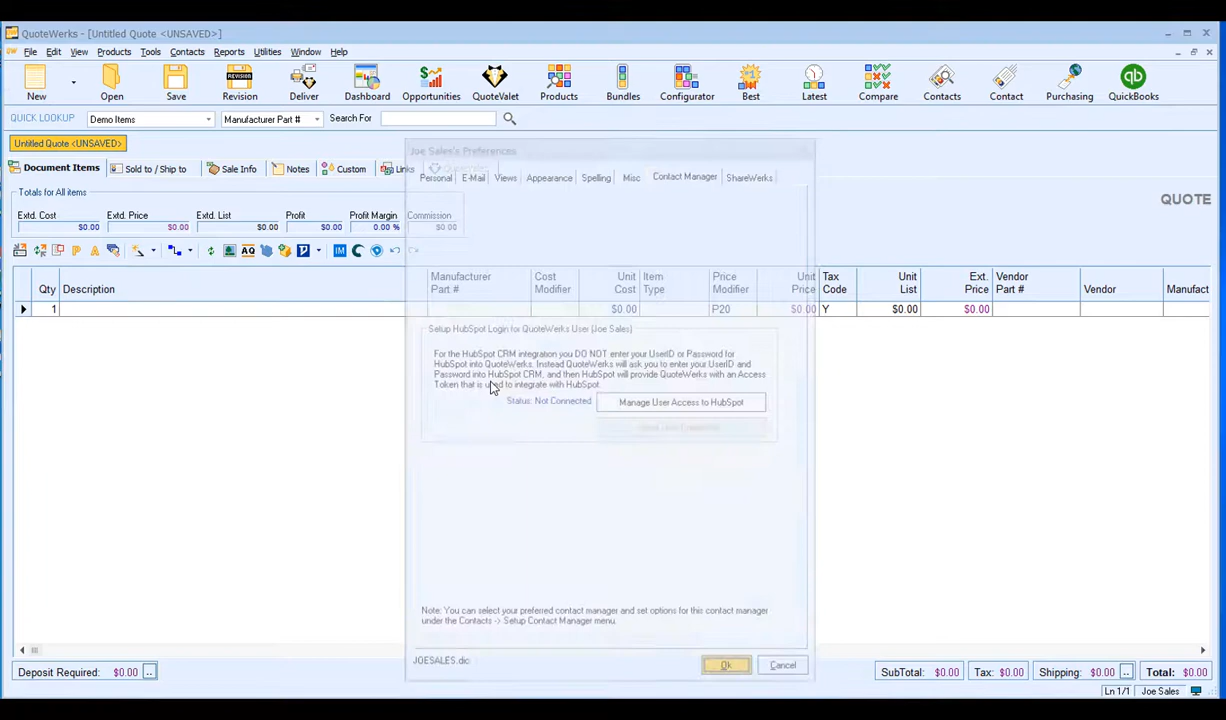 QuoteWerks - [Untitled Quote <UNSAVED>]
File Edit View Products Tools Contacts Reports Utilities Window Help
New Open Save Revision Deliver Dashboard Opportunities QuoteValet Products Bundles Configurator Best Latest Compare Contacts Contact Purchasing QuickBooks
QUICK LOOKUP Demo Items Manufacturer Part # Search For
Untitled Quote <UNSAVED>
Joe Sales's Preferences
Document Items Sold to / Ship to Sale Info Notes Custom Links
Personal E-Mail Views Appearance Spelling Misc Contact Manager ShareWerks
Totals for All items
QUOTE
Extd. Cost Extd. Price Extd. List Profit Profit Margin Commission
$0.00 $0.00 $0.00 $0.00 0.00 % $0.00
Qty Description Manufacturer Part # Cost Modifier Unit Cost Item Type Price Modifier Unit Price Tax Code Unit List Ext. Price Vendor Part # Vendor Manufact
1 $0.00 P20 $0.00 Y $0.00 $0.00
Setup HubSpot Login for QuoteWerks User (Joe Sales)
For the HubSpot CRM integration you DO NOT enter your UserID or Password for
HubSpot into QuoteWerks. Instead QuoteWerks will ask you to enter your UserID and
Password into HubSpot CRM, and then HubSpot will provide QuoteWerks with an Access
Token that is used to integrate with HubSpot.
Status: Not Connected Manage User Access to HubSpot
Note: You can select your preferred contact manager and set options for this contact manager
under the Contacts -> Setup Contact Manager menu.
JOESALES.dic
Ok Cancel
Deposit Required: $0.00 .. SubTotal: $0.00 Tax: $0.00 Shipping: $0.00 .. Total: $0.00
Ln 1/1 Joe Sales